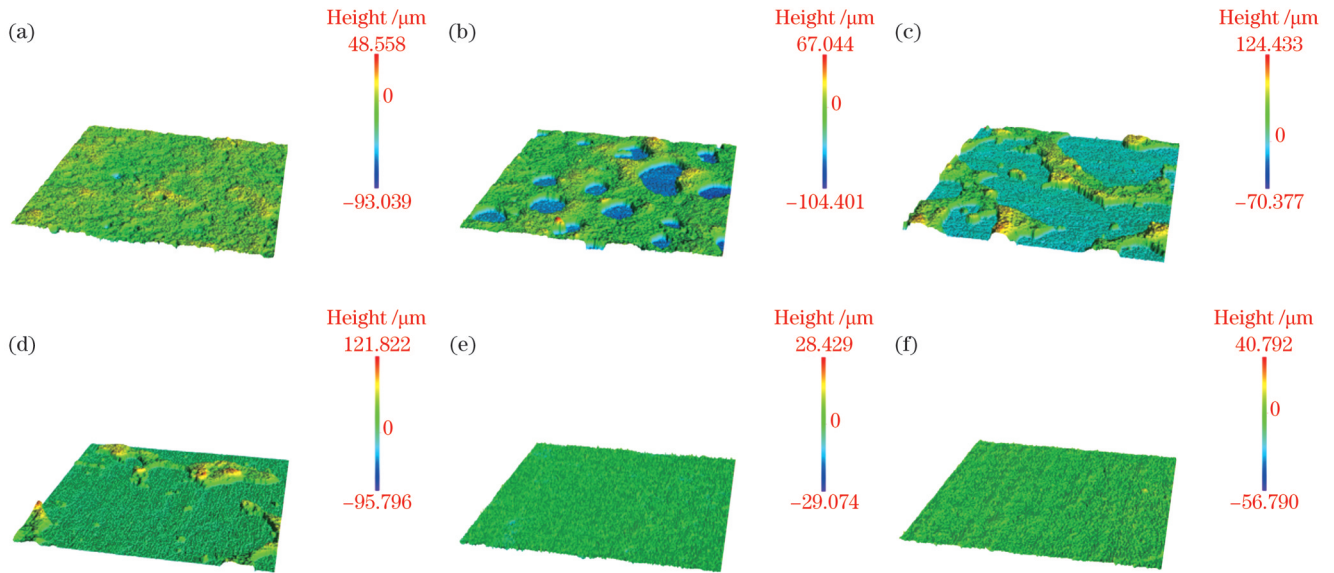 (a)
Height /μm
48.558
0
−93.039
(b)
Height /μm
67.044
0
−104.401
(c)
Height /μm
124.433
0
−70.377
(d)
Height /μm
121.822
0
−95.796
(e)
Height /μm
28.429
0
−29.074
(f)
Height /μm
40.792
0
−56.790